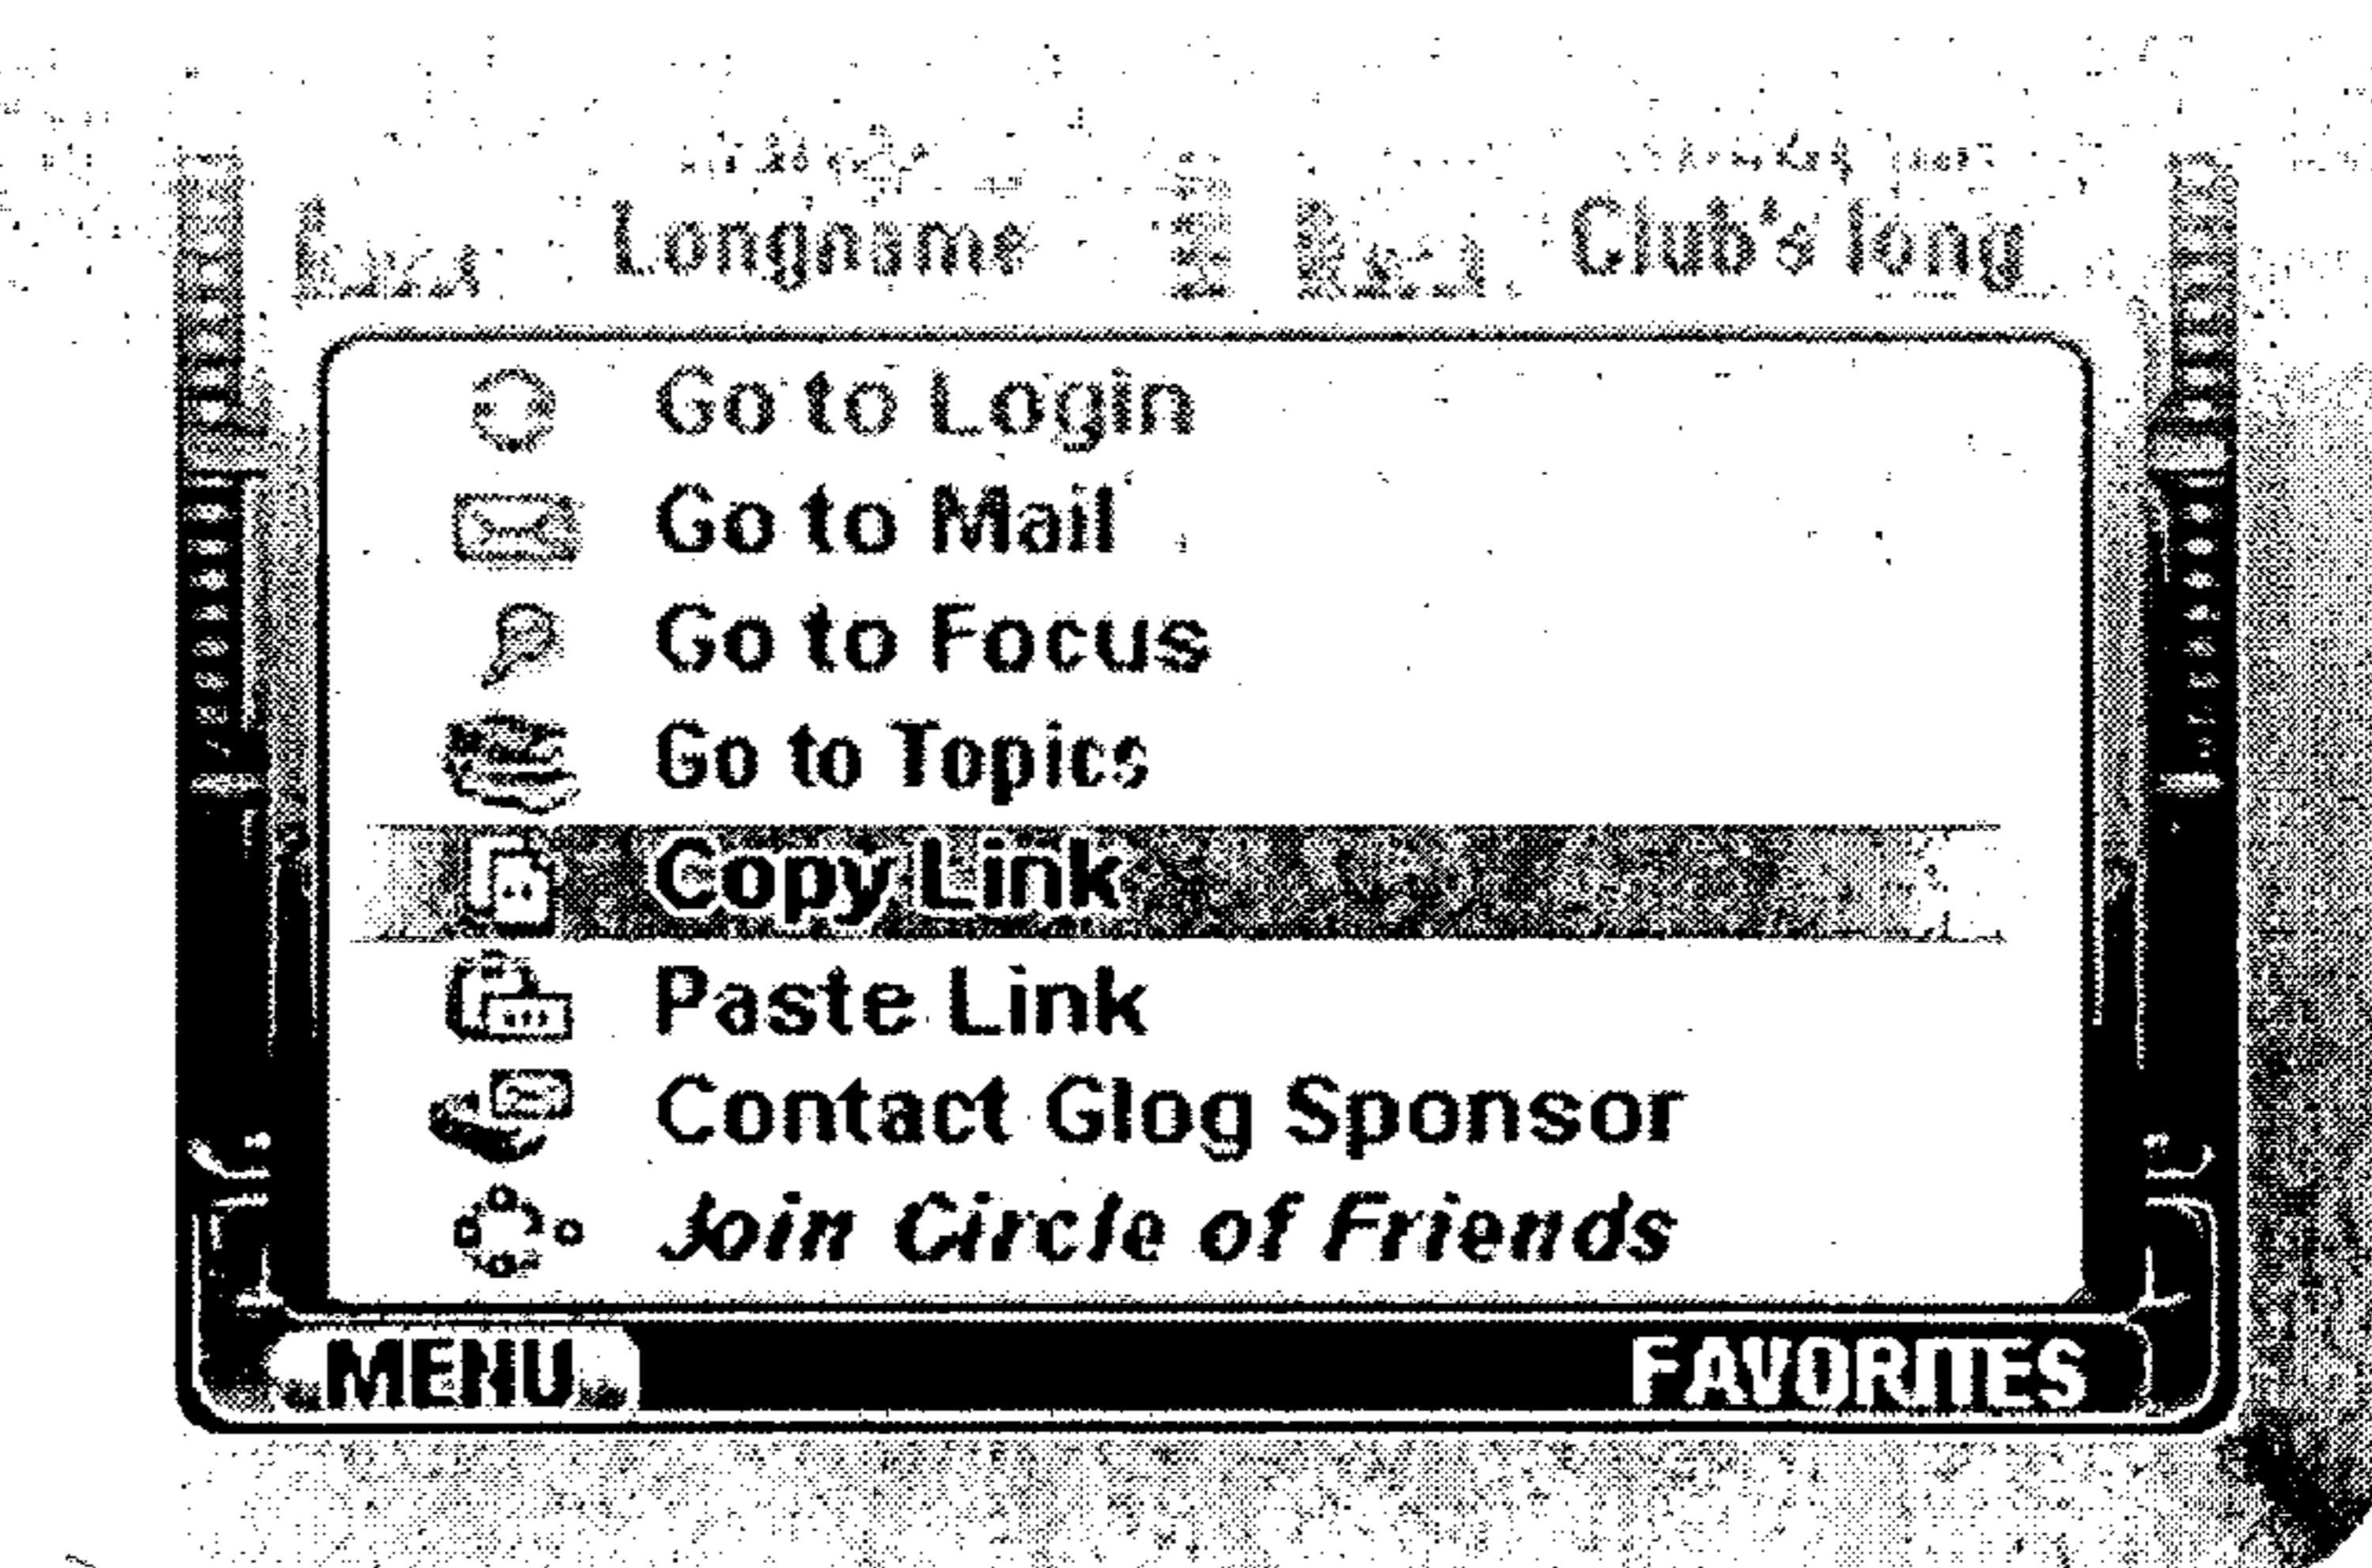 Longname Club's long
Go to Login
Go to Mail
Go to Focus
Go to Topics
Copy Link
Paste Link
Contact Glog Sponsor
Join Circle of Friends
MENU FAVORITES